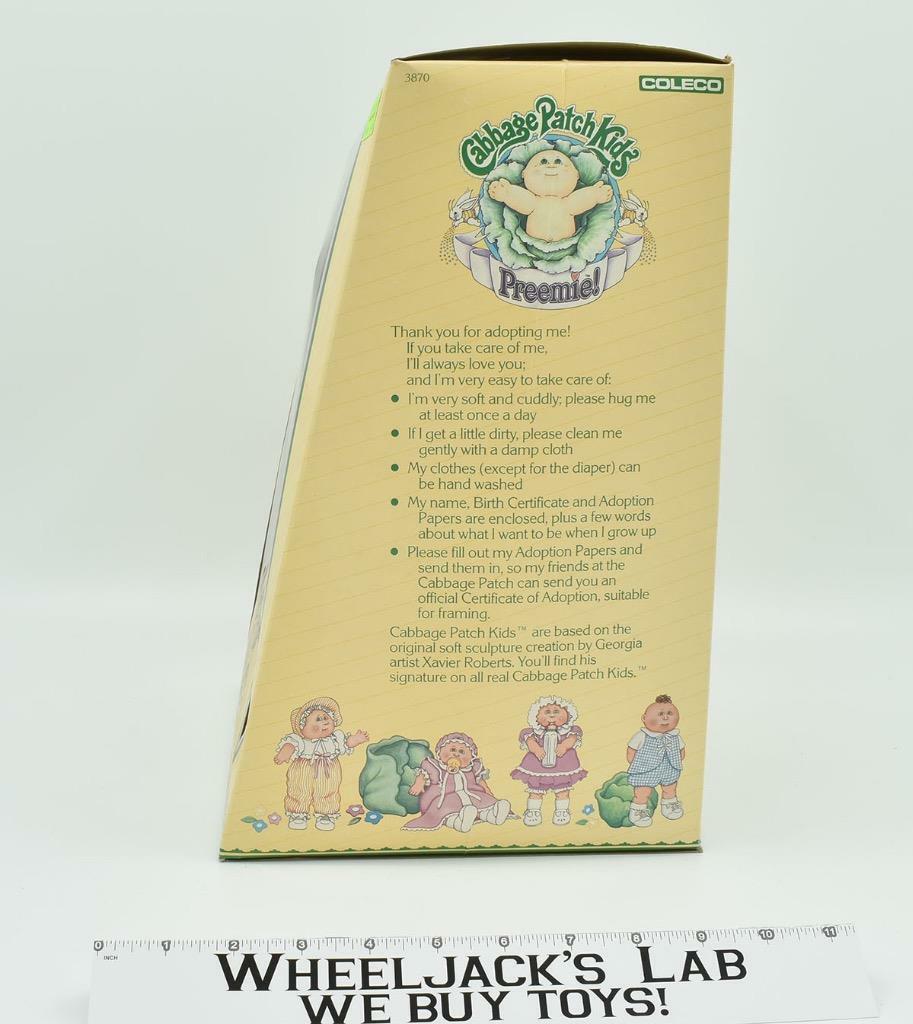 3870
COLECO
Cabbage Patch Kids
Preemie!
Thank you for adopting me!
If you take care of me,
I'll always love you;
and I'm very easy to take care of:
● I'm very soft and cuddly; please hug me
at least once a day
● If I get a little dirty, please clean me
gently with a damp cloth
● My clothes (except for the diaper) can
be hand washed
● My name, Birth Certificate and Adoption
Papers are enclosed, plus a few words
about what I want to be when I grow up
● Please fill out my Adoption Papers and
send them in, so my friends at the
Cabbage Patch can send you an
official Certificate of Adoption, suitable
for framing.
Cabbage Patch Kids™ are based on the
original soft sculpture creation by Georgia
artist Xavier Roberts. You'll find his
signature on all real Cabbage Patch Kids.™
0 1 2 3 4 5 6 7 8 9 10 11
INCH
WHEELJACK'S LAB
WE BUY TOYS!